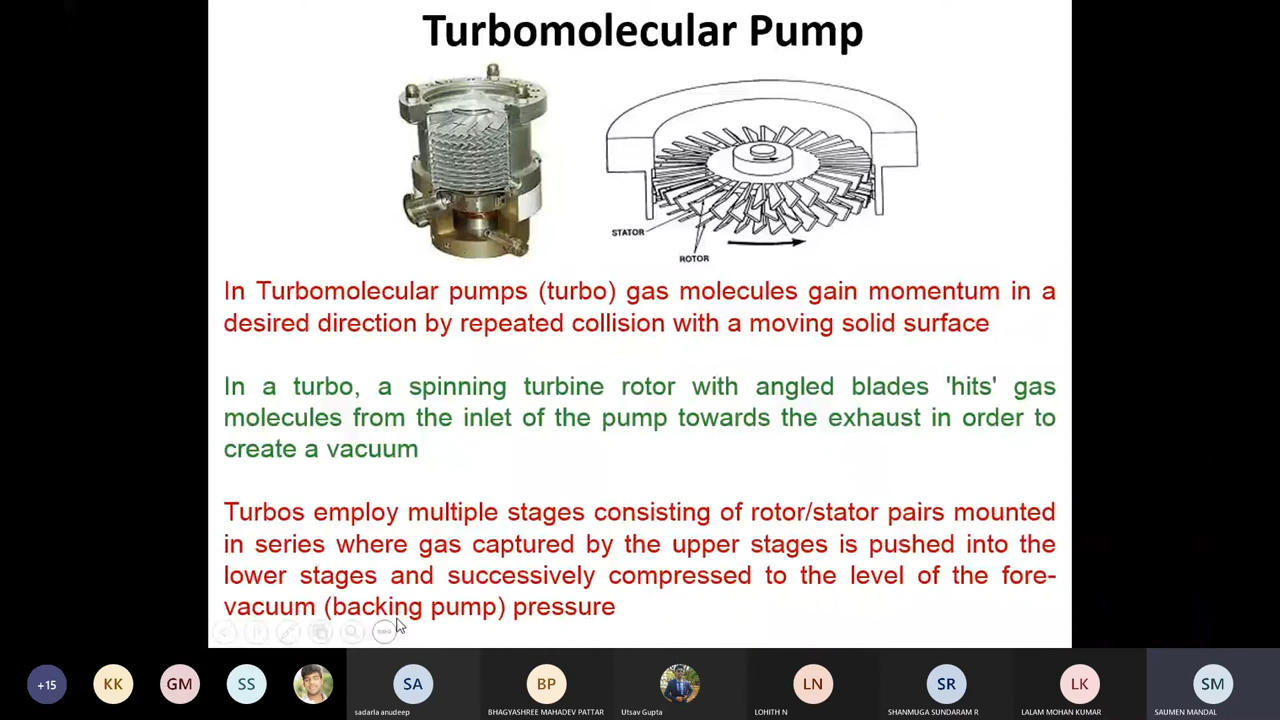 Turbomolecular Pump
STATOR
ROTOR
In Turbomolecular pumps (turbo) gas molecules gain momentum in a
desired direction by repeated collision with a moving solid surface
In a turbo, a spinning turbine rotor with angled blades 'hits' gas
molecules from the inlet of the pump towards the exhaust in order to
create a vacuum
Turbos employ multiple stages consisting of rotor/stator pairs mounted
in series where gas captured by the upper stages is pushed into the
lower stages and successively compressed to the level of the fore-
vacuum (backing pump) pressure
+15
KK
GM
SS
SA
BP
LN
SR
LK
SM
sadarla anudeep
BHAGYASHREE MAHADEV PATTAR
Utsav Gupta
LOHITH N
SHANMUGA SUNDARAM R
LALAM MOHAN KUMAR
SAUMEN MANDAL